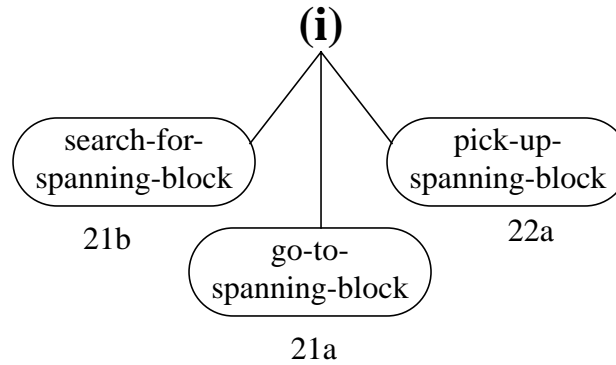 (i)
search-for-
spanning-block
21b
go-to-
spanning-block
21a
pick-up-
spanning-block
22a